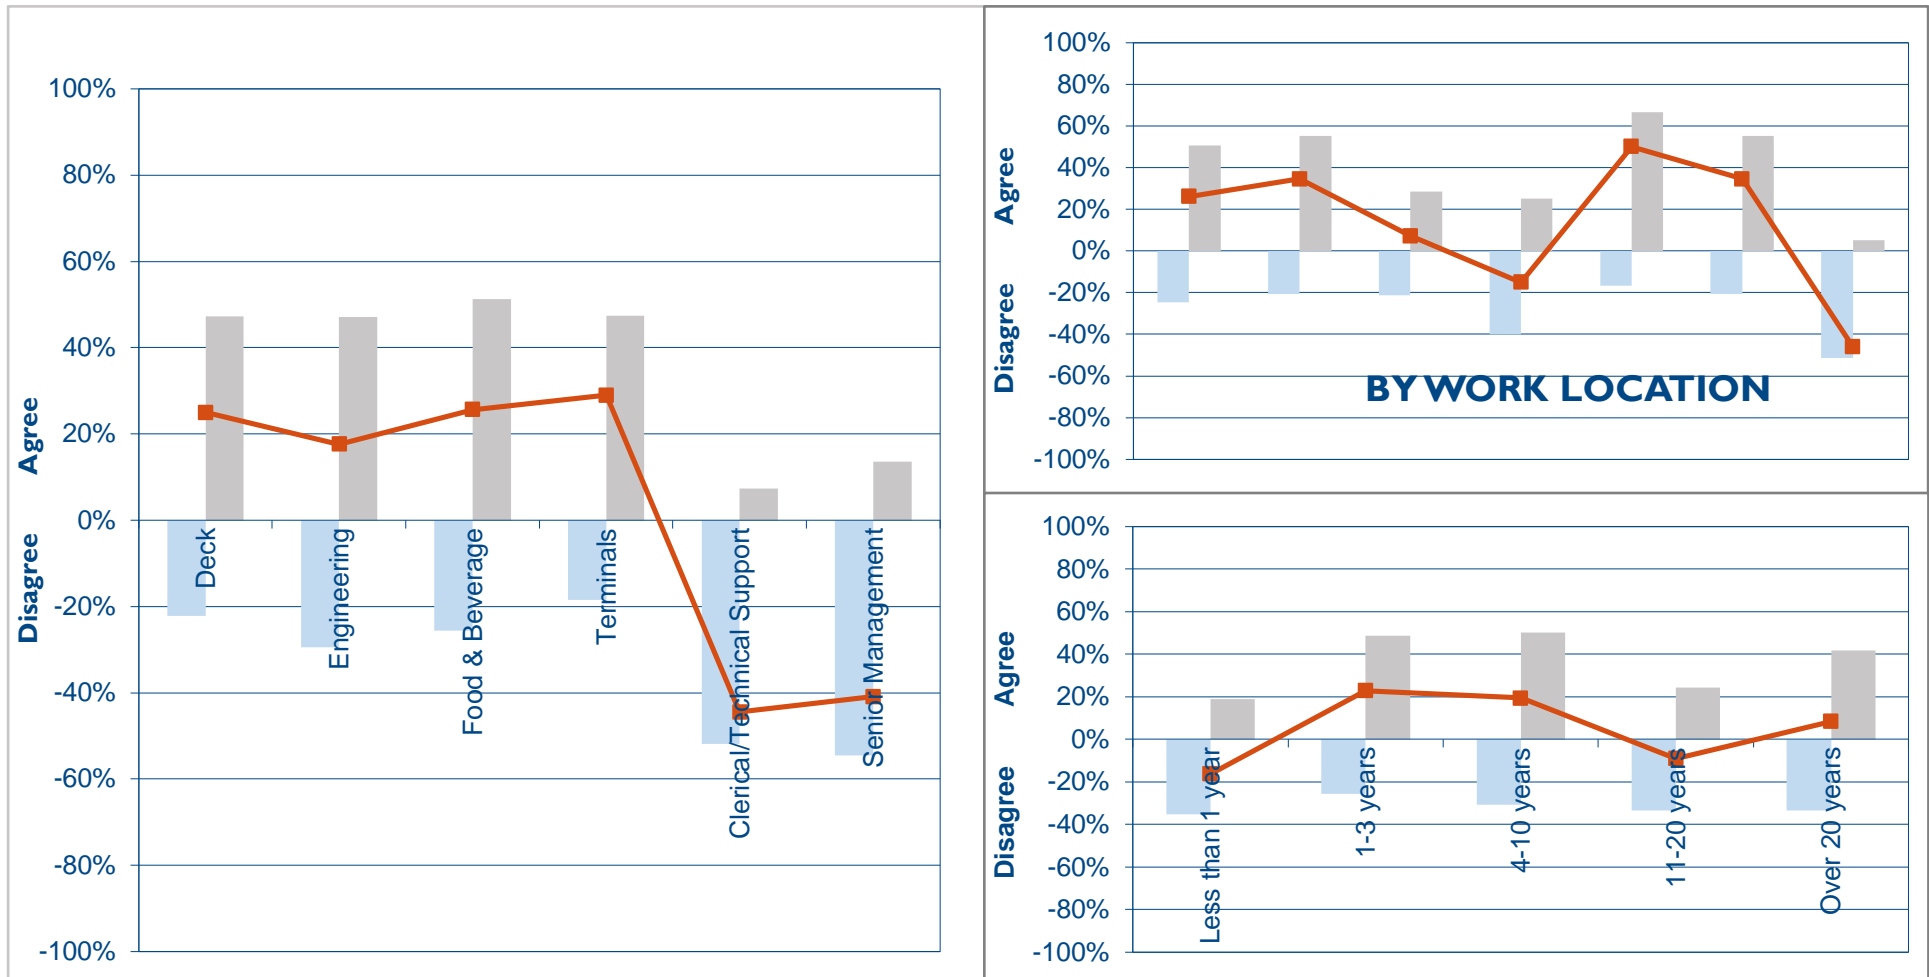 100%
80%
60%
40%
20%
0%
-20%
-40%
-60%
-80%
-100%
Agree
Disagree
Deck
Engineering
Food & Beverage
Terminals
Clerical/Technical Support
Senior Management
100%
80%
60%
40%
20%
0%
-20%
-40%
-60%
-80%
-100%
Agree
Disagree
BY WORK LOCATION
100%
80%
60%
40%
20%
0%
-20%
-40%
-60%
-80%
-100%
Agree
Disagree
Less than 1 year
1-3 years
4-10 years
11-20 years
Over 20 years